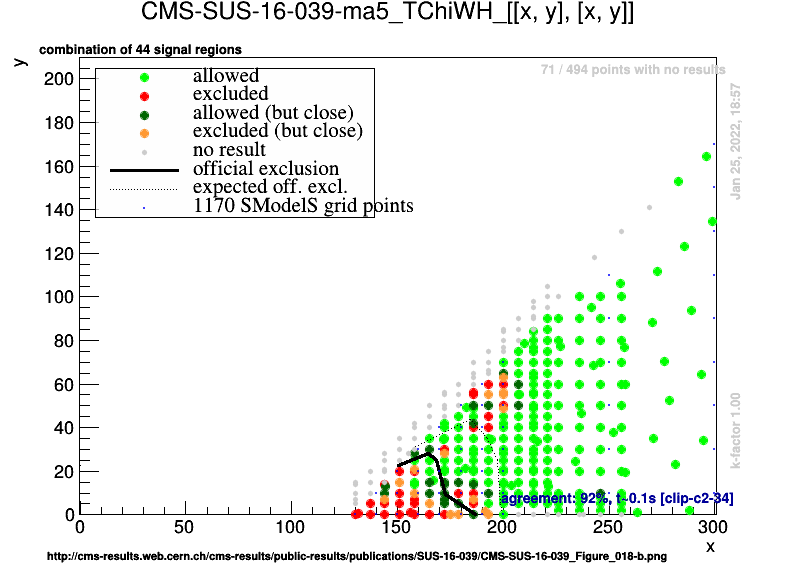 CMS-SUS-16-039-ma5_TChiWH_[[x, y], [x, y]]
combination of 44 signal regions
y
71 / 494 points with no results
allowed
excluded
allowed (but close)
excluded (but close)
no result
official exclusion
expected off. excl.
1170 SModelS grid points
Jan 25, 2022, 18:57
k-factor 1.00
200
180
160
140
120
100
80
60
40
20
0
agreement: 92%, t~0.1s [clip-c2-34]
0 50 100 150 200 250 300
x
http://cms-results.web.cern.ch/cms-results/public-results/publications/SUS-16-039/CMS-SUS-16-039_Figure_018-b.png